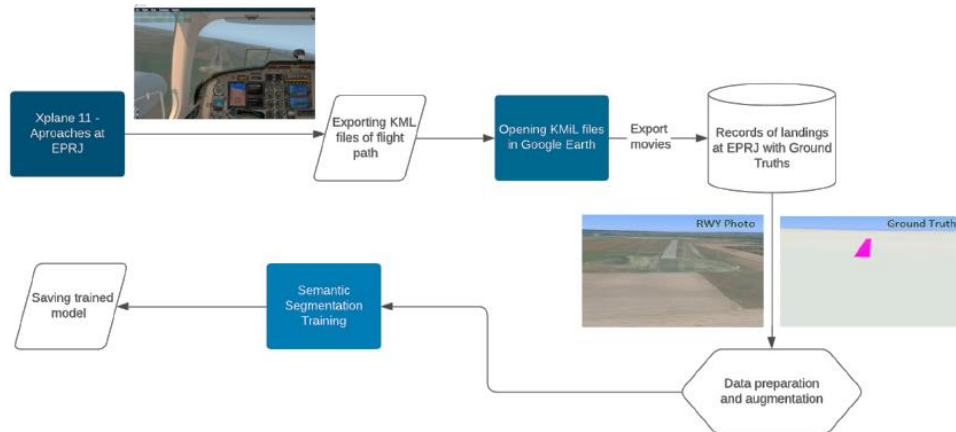 Xplane 11 -
Aproaches at
EPRJ
Exporting KML
files of flight
path
Opening KMiL files
in Google Earth
Export
movies
Records of landings
at EPRJ with Ground
Truths
RWY Photo
Ground Truth
Saving trained
model
Semantic
Segmentation
Training
Data preparation
and augmentation